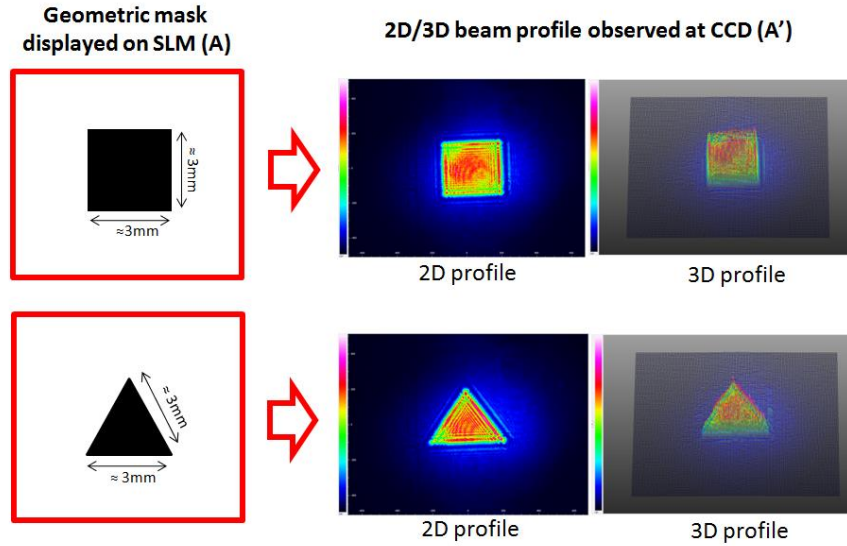 Geometric mask
displayed on SLM (A)
2D/3D beam profile observed at CCD (A’)
≈3mm
≈3mm
2D profile
3D profile
≈3mm
≈3mm
2D profile
3D profile